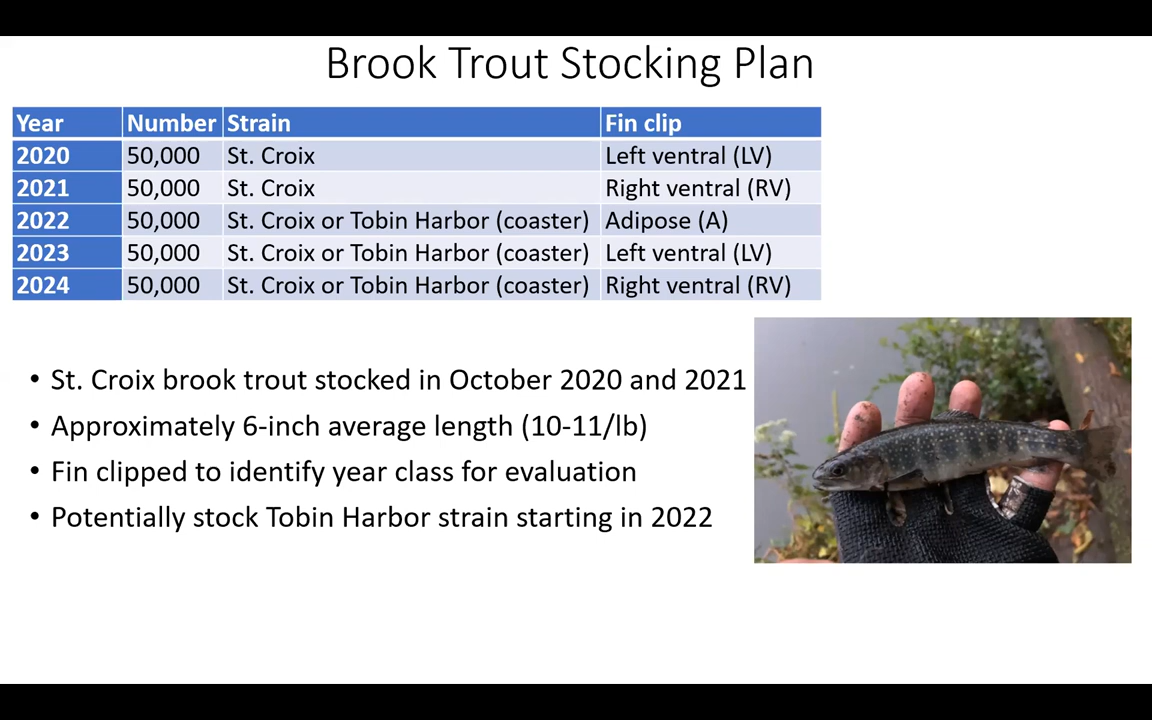 Brook Trout Stocking Plan
Year Number Strain Fin clip
2020 50,000 St. Croix Left ventral (LV)
2021 50,000 St. Croix Right ventral (RV)
2022 50,000 St. Croix or Tobin Harbor (coaster) Adipose (A)
2023 50,000 St. Croix or Tobin Harbor (coaster) Left ventral (LV)
2024 50,000 St. Croix or Tobin Harbor (coaster) Right ventral (RV)
• St. Croix brook trout stocked in October 2020 and 2021
• Approximately 6-inch average length (10-11/lb)
• Fin clipped to identify year class for evaluation
• Potentially stock Tobin Harbor strain starting in 2022